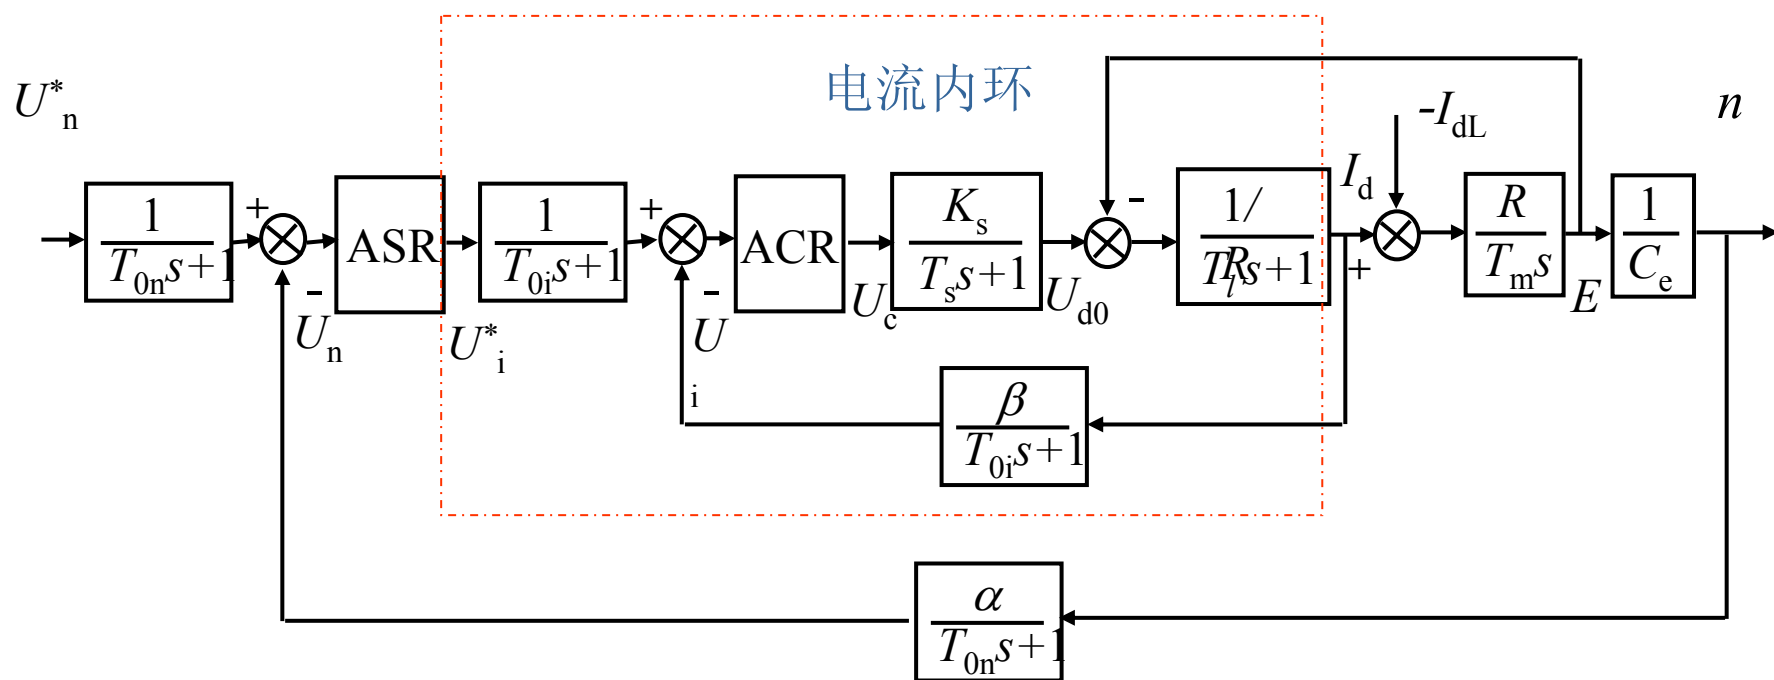 电流内环
U*n
-IdL
n
1
T0ns+1
+
-
Un
ASR
U*i
1
T0is+1
+
-
Ui
ACR
Uc
Ks
Tss+1
Ud0
-
1/R
Tls+1
Id
+
R
Tms
E
1
Ce
β
T0is+1
α
T0ns+1